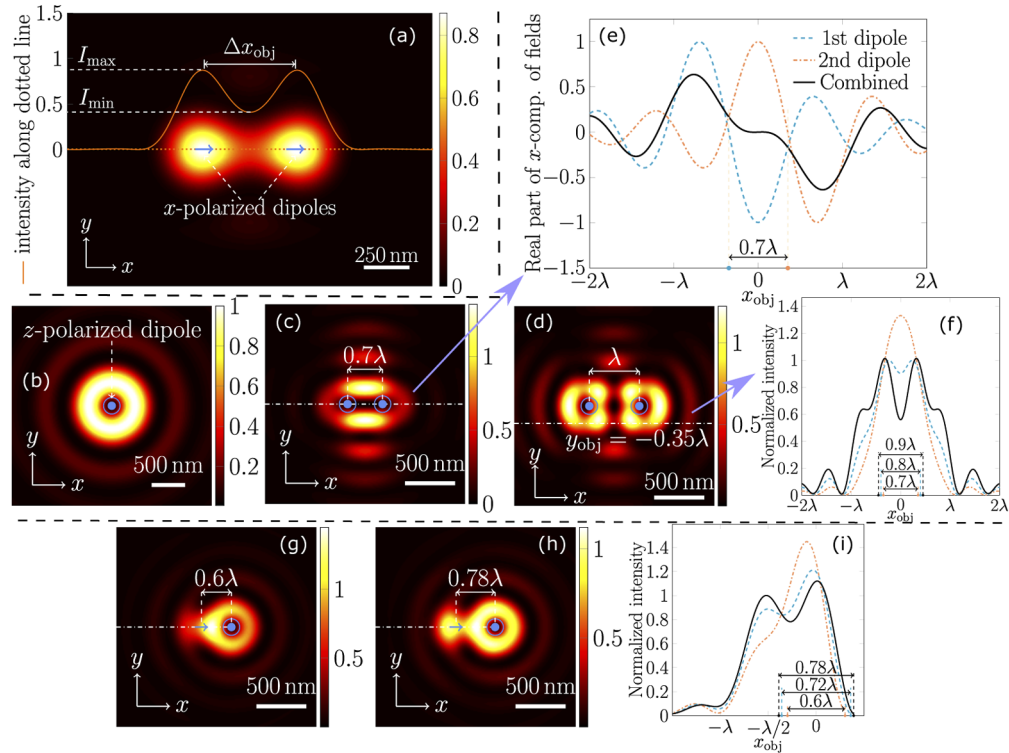 intensity along dotted line
1.5
1
0.5
0
I_max
I_min
Δx_obj
(a)
x-polarized dipoles
y
x
250 nm
0.8
0.6
0.4
0.2
0
(e)
Real part of x-comp. of fields
1.5
1
0.5
0
−0.5
−1
−1.5
1st dipole
2nd dipole
Combined
0.7λ
−2λ −λ 0 λ 2λ
x_obj
z-polarized dipole
(b)
y
x
500 nm
1
0.8
0.6
0.4
0.2
(c)
0.7λ
y
x
500 nm
1
0.5
0
(d)
λ
y_obj = −0.35λ
y
x
500 nm
1
0.5
0
(f)
Normalized intensity
1.4
1.2
1
0.8
0.6
0.4
0.2
0
0.9λ
0.8λ
0.7λ
−2λ −λ 0 λ 2λ
x_obj
(g)
0.6λ
y
x
500 nm
1
0.5
(h)
0.78λ
y
x
500 nm
1
0.5
(i)
Normalized intensity
1.4
1.2
1
0.8
0.6
0.4
0.2
0
0.78λ
0.72λ
0.6λ
−λ −λ/2 0
x_obj